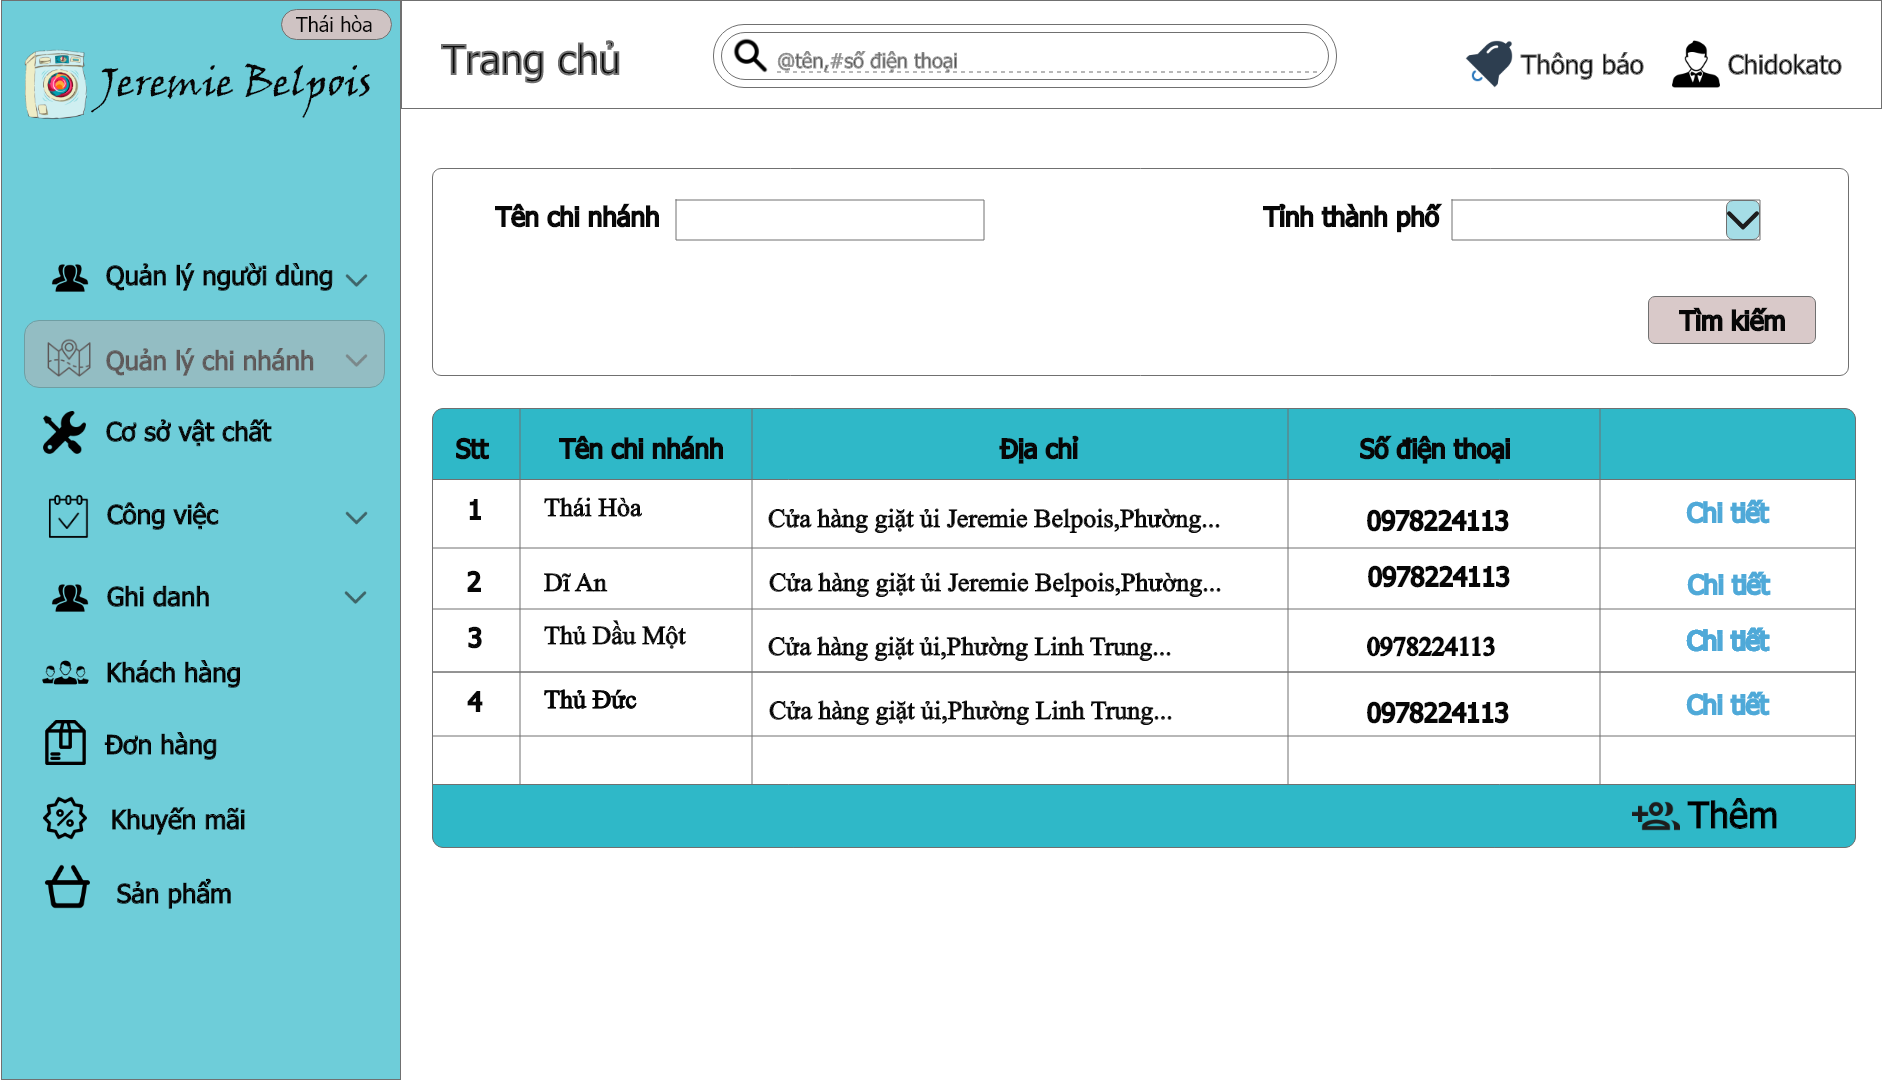 Thái hòa
Jeremie Belpois
Trang chủ
@tên,#số điện thoại
Thông báo
Chidokato
Quản lý người dùng
Quản lý chi nhánh
Cơ sở vật chất
Công việc
Ghi danh
Khách hàng
Đơn hàng
Khuyến mãi
Sản phẩm
Tên chi nhánh
Tỉnh thành phố
Tìm kiếm
Stt Tên chi nhánh Địa chỉ Số điện thoại
1 Thái Hòa Cửa hàng giặt ủi Jeremie Belpois,Phường... 0978224113 Chi tiết
2 Dĩ An Cửa hàng giặt ủi Jeremie Belpois,Phường... 0978224113 Chi tiết
3 Thủ Dầu Một Cửa hàng giặt ủi,Phường Linh Trung... 0978224113 Chi tiết
4 Thủ Đức Cửa hàng giặt ủi,Phường Linh Trung... 0978224113 Chi tiết
Thêm